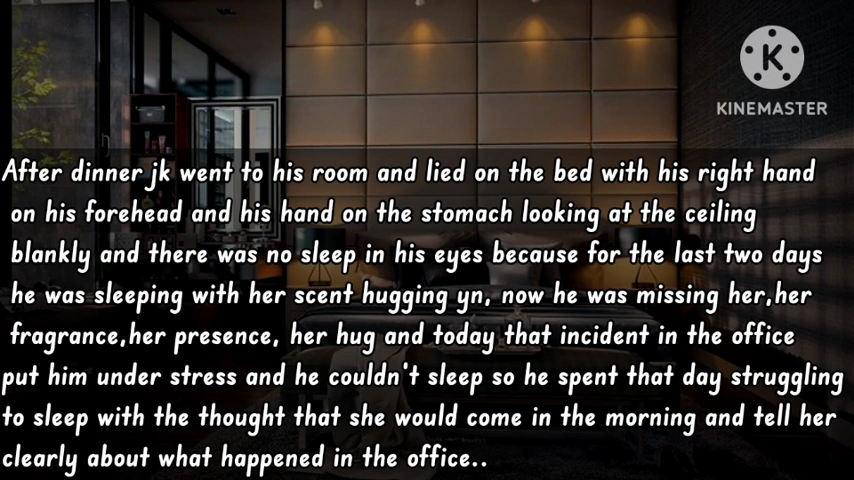 KINEMASTER
After dinner jk went to his room and lied on the bed with his right hand
on his forehead and his hand on the stomach looking at the ceiling
blankly and there was no sleep in his eyes because for the last two days
he was sleeping with her scent hugging yn, now he was missing her,her
fragrance,her presence, her hug and today that incident in the office
put him under stress and he couldn't sleep so he spent that day struggling
to sleep with the thought that she would come in the morning and tell her
clearly about what happened in the office..